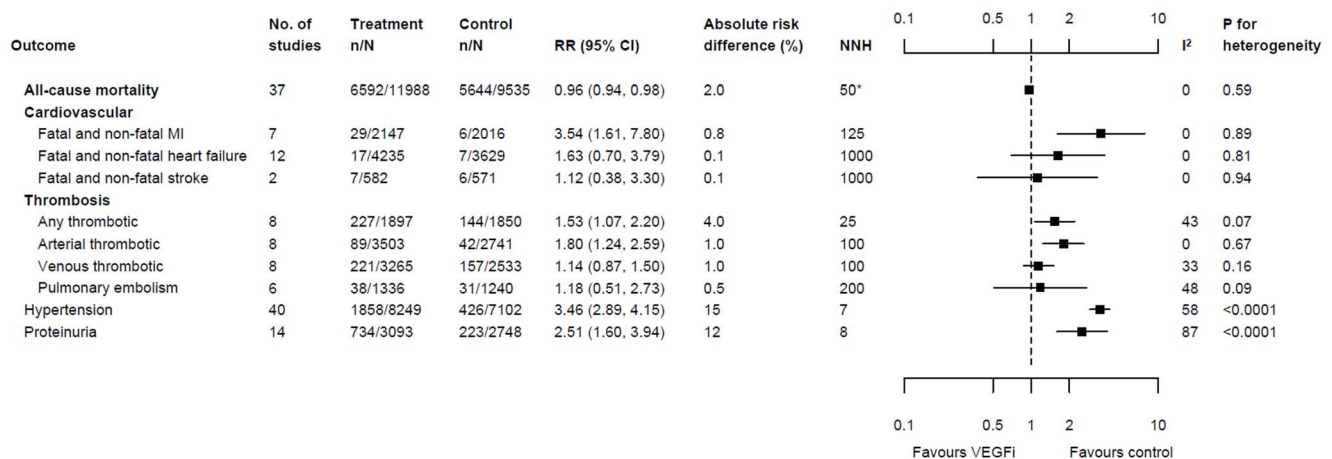 No. of Treatment Control Absolute risk 0.1 0.5 1 2 10 P for
Outcome studies n/N n/N RR (95% CI) difference (%) NNH I² heterogeneity
All-cause mortality 37 6592/11988 5644/9535 0.96 (0.94, 0.98) 2.0 50* 0 0.59
Cardiovascular
Fatal and non-fatal MI 7 29/2147 6/2016 3.54 (1.61, 7.80) 0.8 125 0 0.89
Fatal and non-fatal heart failure 12 17/4235 7/3629 1.63 (0.70, 3.79) 0.1 1000 0 0.81
Fatal and non-fatal stroke 2 7/582 6/571 1.12 (0.38, 3.30) 0.1 1000 0 0.94
Thrombosis
Any thrombotic 8 227/1897 144/1850 1.53 (1.07, 2.20) 4.0 25 43 0.07
Arterial thrombotic 8 89/3503 42/2741 1.80 (1.24, 2.59) 1.0 100 0 0.67
Venous thrombotic 8 221/3265 157/2533 1.14 (0.87, 1.50) 1.0 100 33 0.16
Pulmonary embolism 6 38/1336 31/1240 1.18 (0.51, 2.73) 0.5 200 48 0.09
Hypertension 40 1858/8249 426/7102 3.46 (2.89, 4.15) 15 7 58 <0.0001
Proteinuria 14 734/3093 223/2748 2.51 (1.60, 3.94) 12 8 87 <0.0001
0.1 0.5 1 2 10
Favours VEGFi Favours control